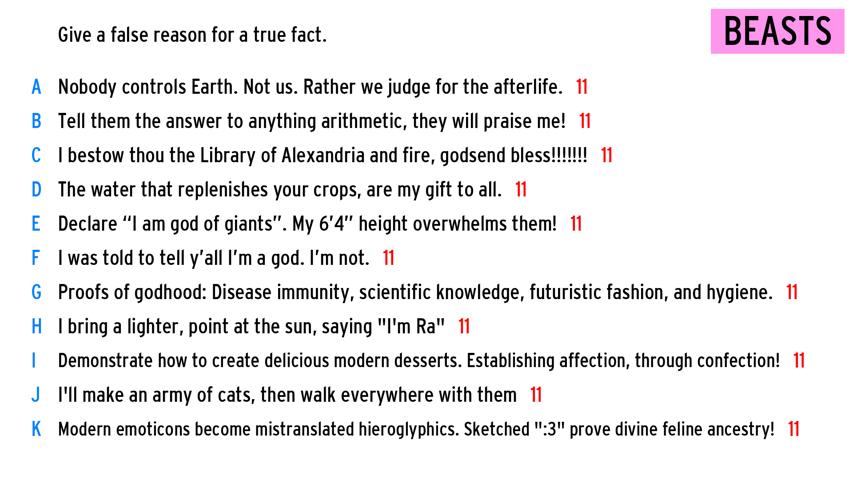 Give a false reason for a true fact.
BEASTS
A Nobody controls Earth. Not us. Rather we judge for the afterlife. 11
B Tell them the answer to anything arithmetic, they will praise me! 11
C I bestow thou the Library of Alexandria and fire, godsend bless!!!!!!! 11
D The water that replenishes your crops, are my gift to all. 11
E Declare “I am god of giants”. My 6’4” height overwhelms them! 11
F I was told to tell y’all I’m a god. I’m not. 11
G Proofs of godhood: Disease immunity, scientific knowledge, futuristic fashion, and hygiene. 11
H I bring a lighter, point at the sun, saying "I'm Ra" 11
I Demonstrate how to create delicious modern desserts. Establishing affection, through confection! 11
J I'll make an army of cats, then walk everywhere with them 11
K Modern emoticons become mistranslated hieroglyphics. Sketched ":3" prove divine feline ancestry! 11